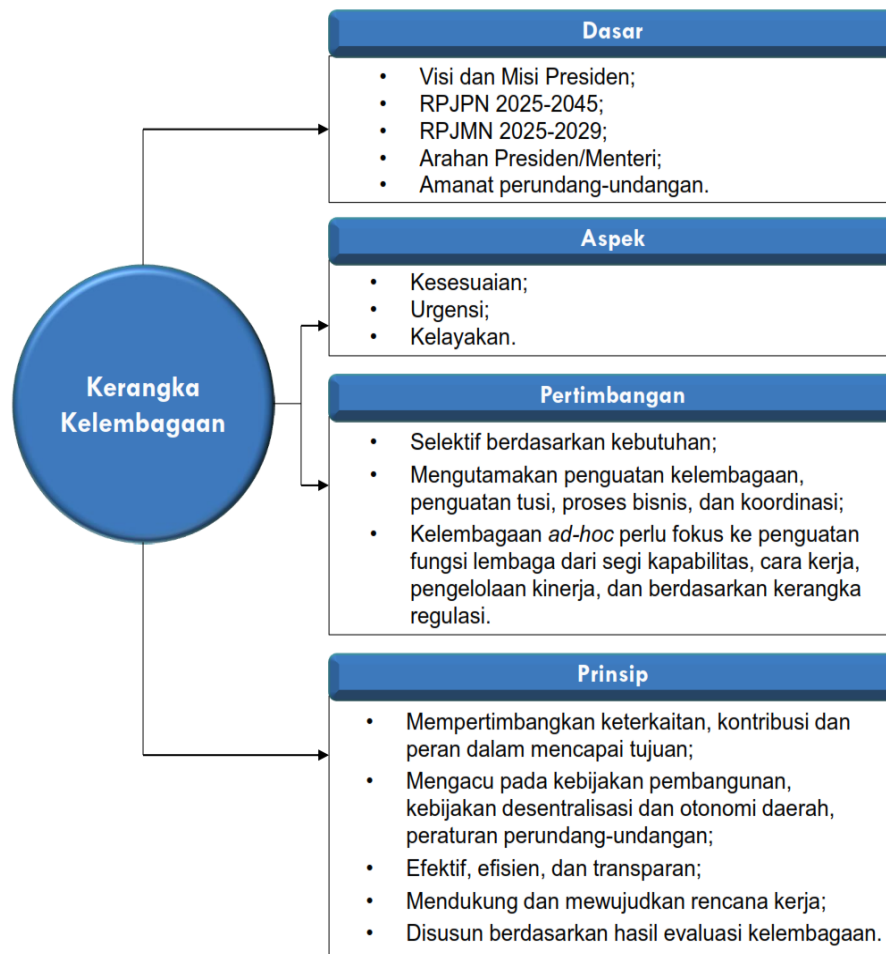 Dasar
• Visi dan Misi Presiden;
• RPJPN 2025-2045;
• RPJMN 2025-2029;
• Arahan Presiden/Menteri;
• Amanat perundang-undangan.
Aspek
• Kesesuaian;
• Urgensi;
• Kelayakan.
Kerangka
Kelembagaan
Pertimbangan
• Selektif berdasarkan kebutuhan;
• Mengutamakan penguatan kelembagaan,
penguatan tusi, proses bisnis, dan koordinasi;
• Kelembagaan ad-hoc perlu fokus ke penguatan
fungsi lembaga dari segi kapabilitas, cara kerja,
pengelolaan kinerja, dan berdasarkan kerangka
regulasi.
Prinsip
• Mempertimbangkan keterkaitan, kontribusi dan
peran dalam mencapai tujuan;
• Mengacu pada kebijakan pembangunan,
kebijakan desentralisasi dan otonomi daerah,
peraturan perundang-undangan;
• Efektif, efisien, dan transparan;
• Mendukung dan mewujudkan rencana kerja;
• Disusun berdasarkan hasil evaluasi kelembagaan.